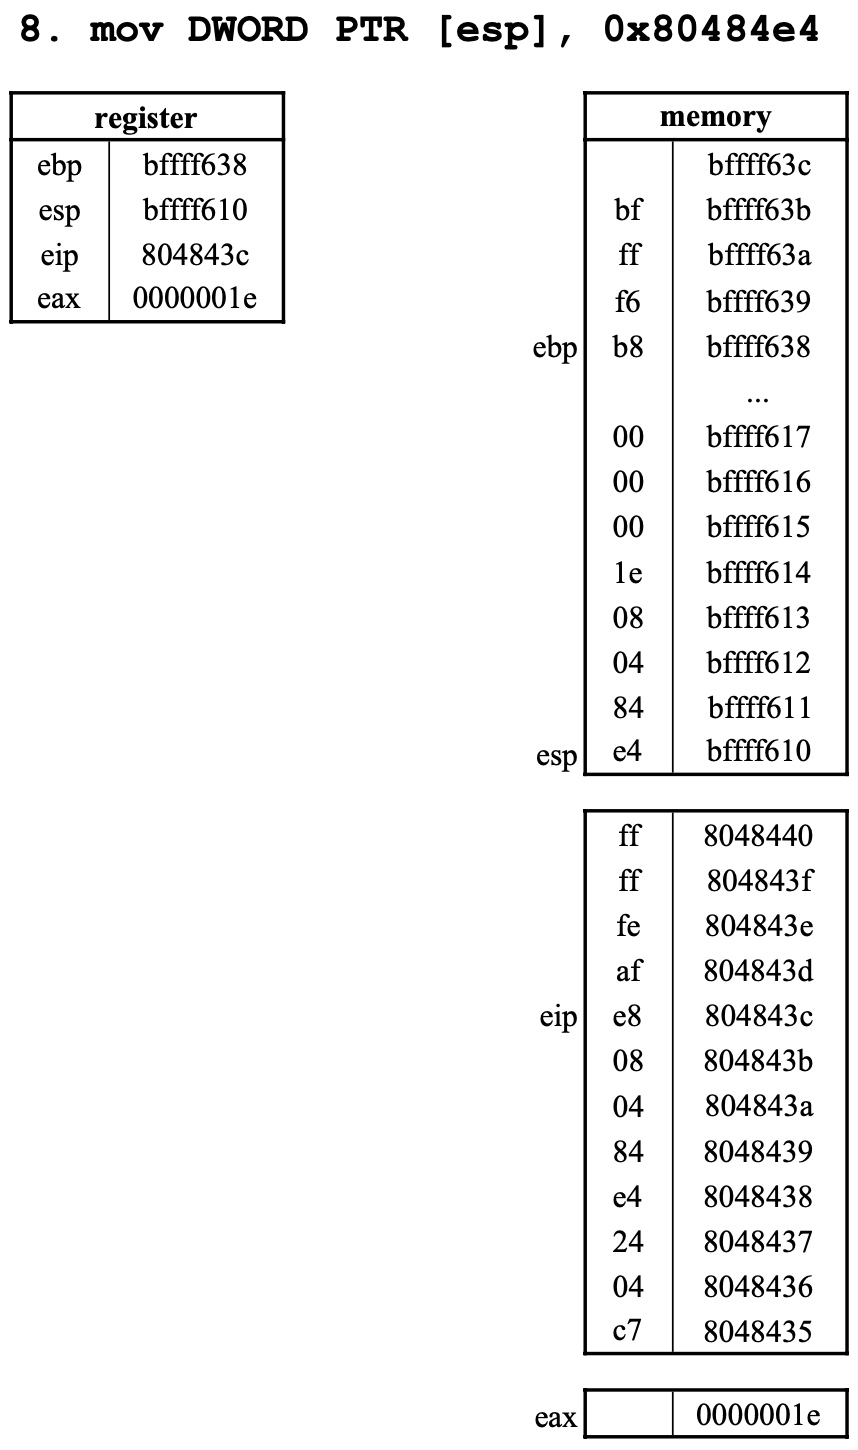 8. mov DWORD PTR [esp], 0x80484e4
register
ebp bffff638
esp bffff610
eip 804843c
eax 0000001e
memory
bffff63c
bf bffff63b
ff bffff63a
f6 bffff639
ebp b8 bffff638
...
00 bffff617
00 bffff616
00 bffff615
1e bffff614
08 bffff613
04 bffff612
84 bffff611
esp e4 bffff610
ff 8048440
ff 804843f
fe 804843e
af 804843d
eip e8 804843c
08 804843b
04 804843a
84 8048439
e4 8048438
24 8048437
04 8048436
c7 8048435
eax 0000001e